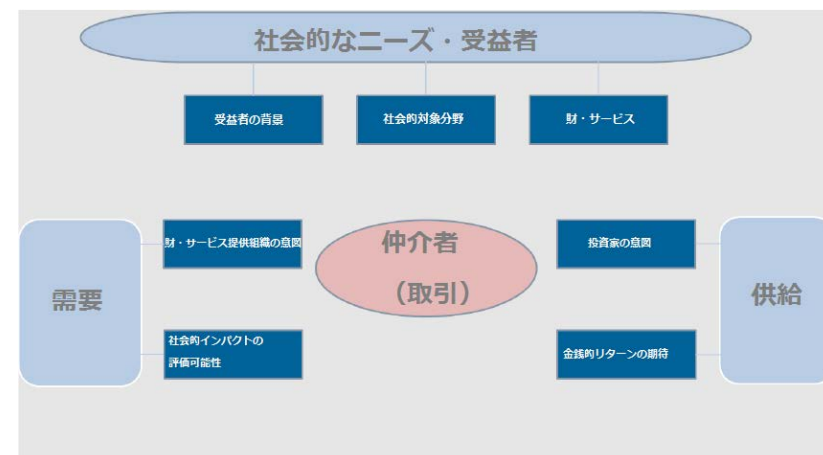 社会的なニーズ・受益者
受益者の背景
社会的対象分野
財・サービス
需要
財・サービス提供組織の意図
社会的インパクトの
評価可能性
仲介者
（取引）
投資家の意図
金銭的リターンの期待
供給